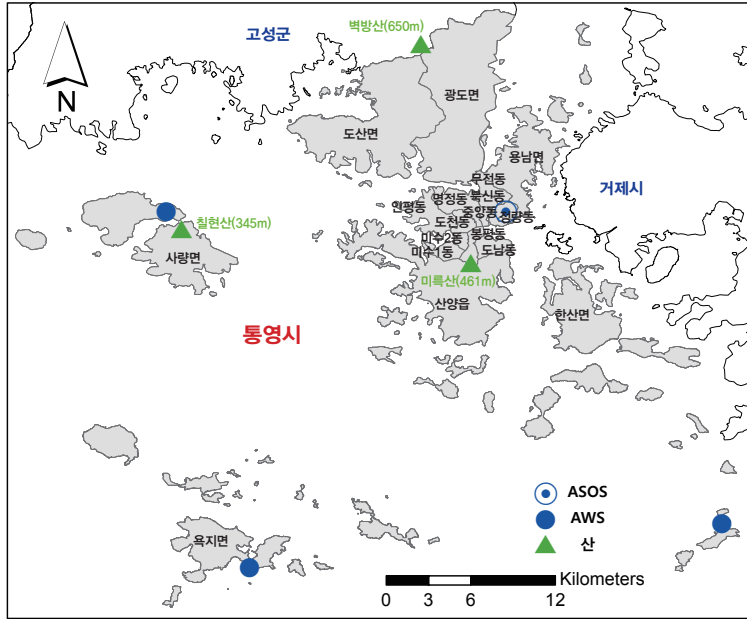 고성군
벽방산(650m)
N
광도면
도산면
용남면
무전동
북신동
명정동
인평동
중앙동
정량동
도천동
거제시
봉평동
미수2동
도남동
미수1동
칠현산(345m)
사량면
미륵산(461m)
산양읍
한산면
통영시
욕지면
ASOS
AWS
산
Kilometers
0 3 6 12